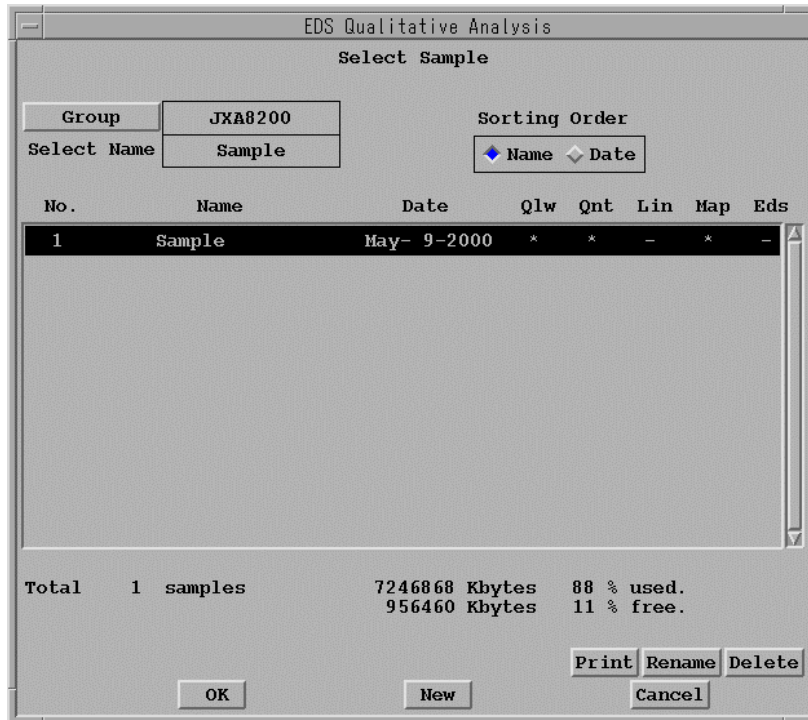 EDS Qualitative Analysis
Select Sample
Group JXA8200 Sorting Order
Select Name Sample Name Date
No. Name Date Qlw Qnt Lin Map Eds
1 Sample May- 9-2000 * * - * -
Total 1 samples 7246868 Kbytes 88 % used.
956460 Kbytes 11 % free.
Print Rename Delete
OK New Cancel